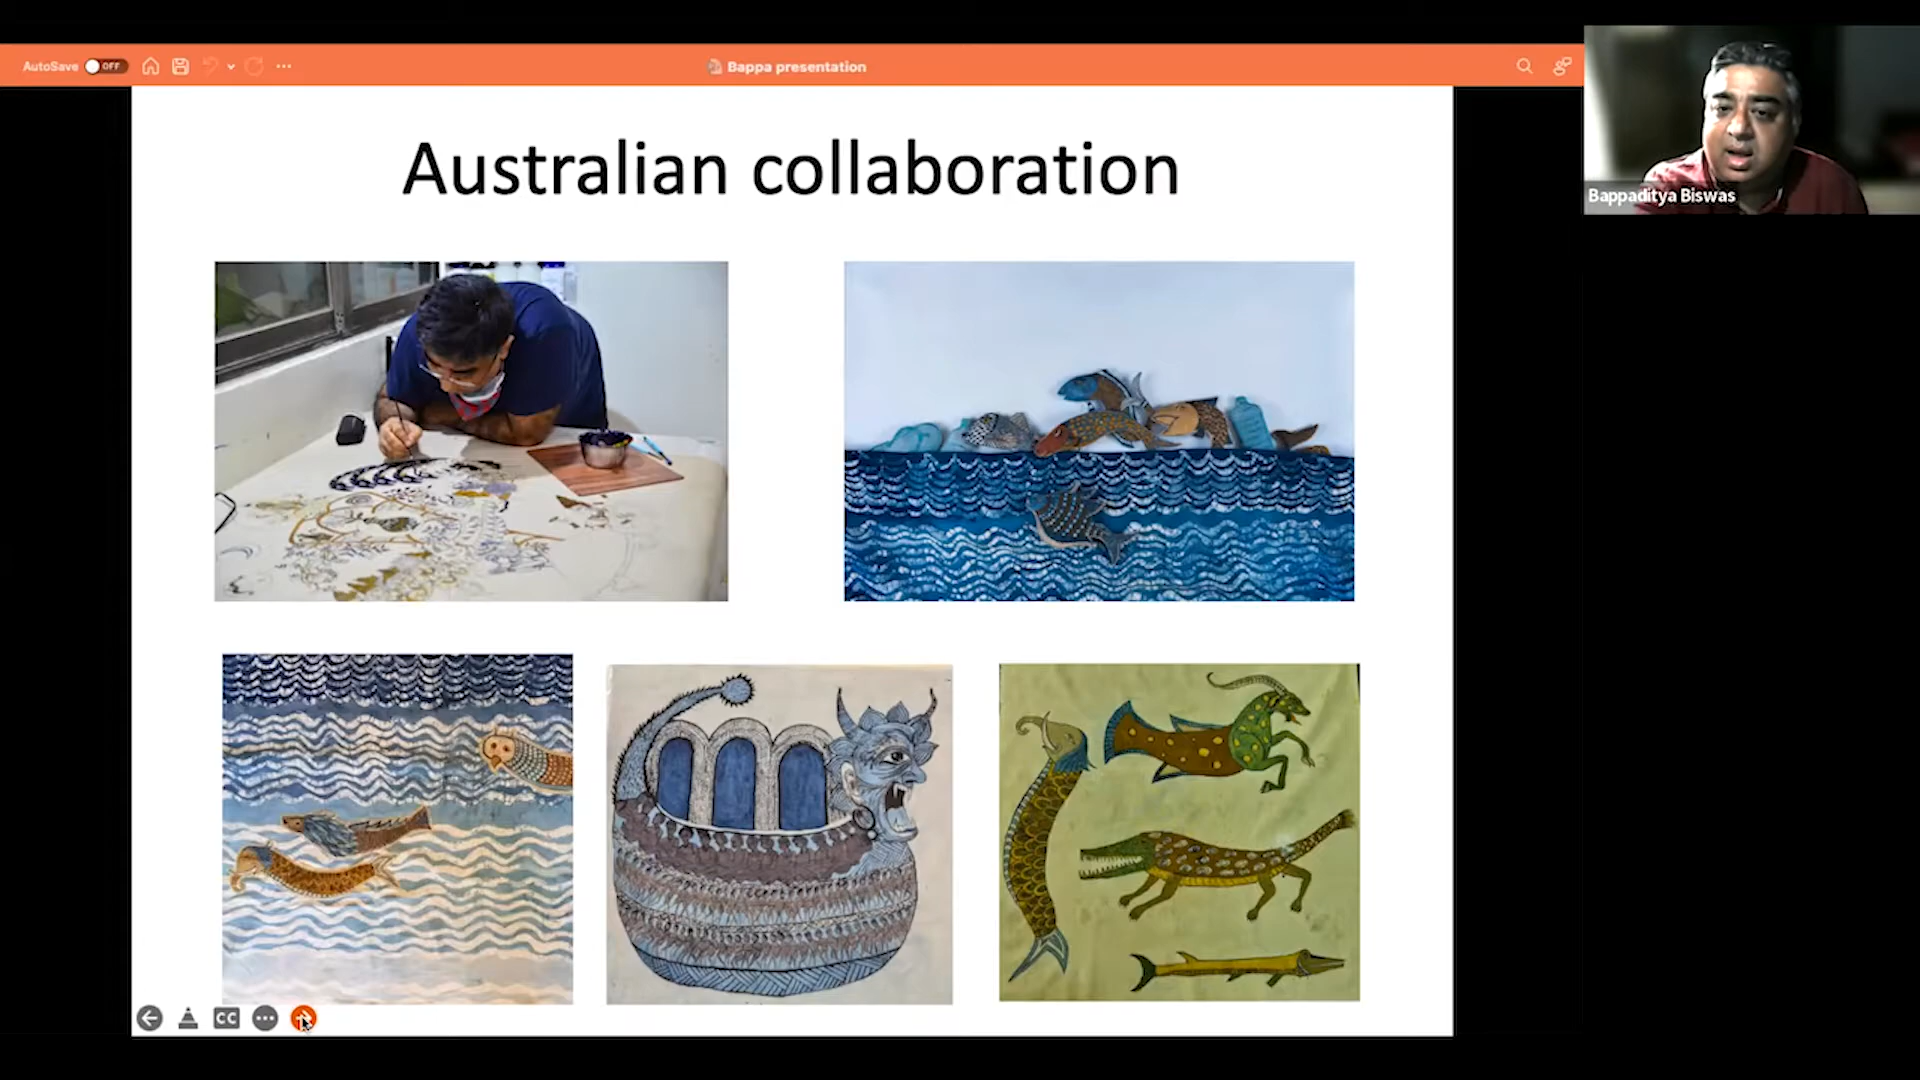 AutoSave OFF
Bappa presentation
Bappaditya Biswas
Australian collaboration
CC